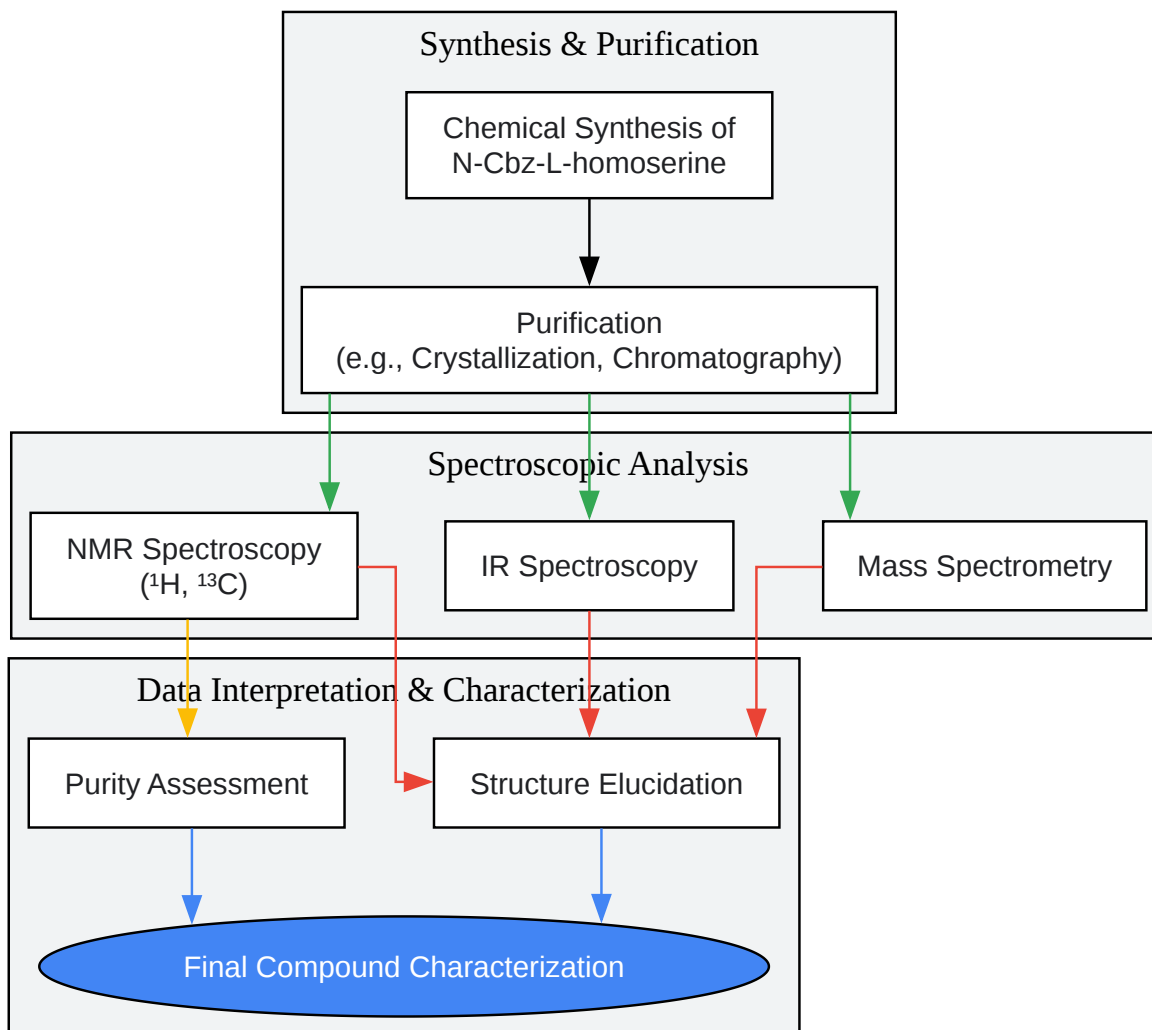 Synthesis & Purification
Chemical Synthesis of
N-Cbz-L-homoserine
Purification
(e.g., Crystallization, Chromatography)
Spectroscopic Analysis
NMR Spectroscopy
(¹H, ¹³C)
IR Spectroscopy
Mass Spectrometry
Data Interpretation & Characterization
Purity Assessment
Structure Elucidation
Final Compound Characterization